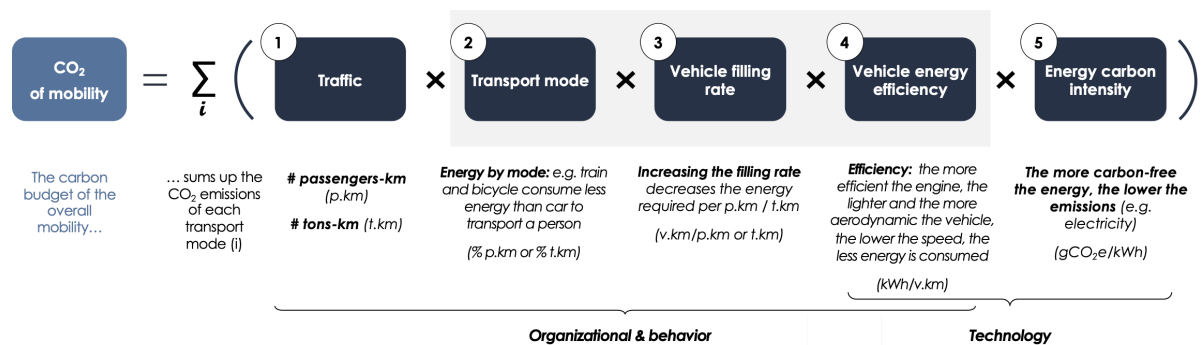 CO₂
of mobility
=
∑
i
(
1
Traffic
×
2
Transport mode
×
3
Vehicle filling
rate
×
4
Vehicle energy
efficiency
×
5
Energy carbon
intensity
)
The carbon
budget of the
overall
mobility…
… sums up the
CO₂ emissions
of each
transport
mode (i)
# passengers-km
(p.km)
# tons-km (t.km)
Energy by mode: e.g. train
and bicycle consume less
energy than car to
transport a person
(% p.km or % t.km)
Increasing the filling rate
decreases the energy
required per p.km / t.km
(v.km/p.km or t.km)
Efficiency: the more
efficient the engine, the
lighter and the more
aerodynamic the vehicle,
the lower the speed, the
less energy is consumed
(kWh/v.km)
The more carbon-free
the energy, the lower the
emissions (e.g.
electricity)
(gCO₂e/kWh)
Organizational & behavior
Technology